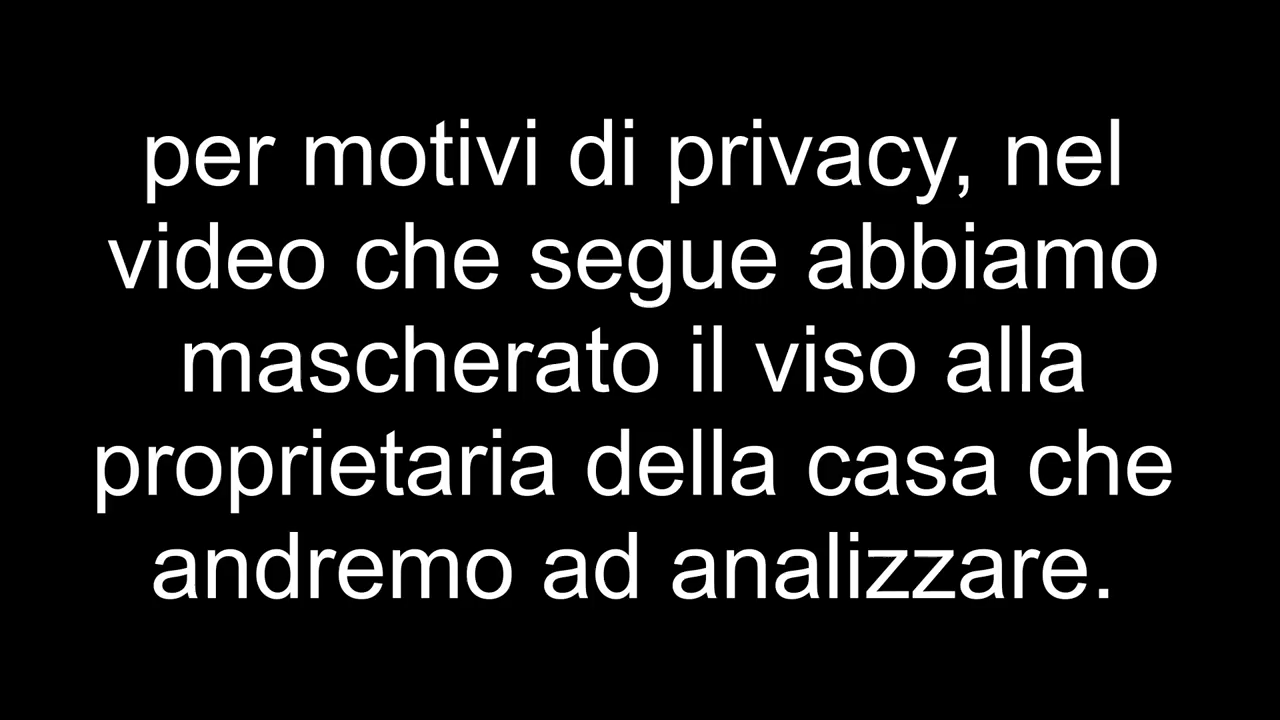 per motivi di privacy, nel
video che segue abbiamo
mascherato il viso alla
proprietaria della casa che
andremo ad analizzare.